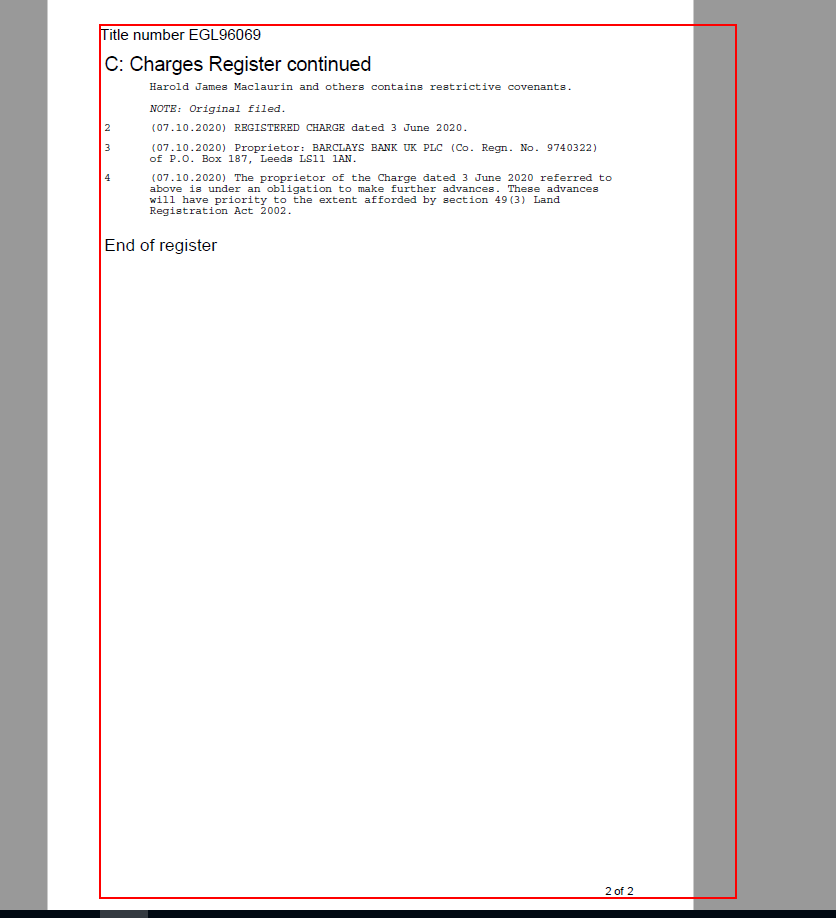 Title number EGL96069
C: Charges Register continued
Harold James Maclaurin and others contains restrictive covenants.
NOTE: Original filed.
2 (07.10.2020) REGISTERED CHARGE dated 3 June 2020.
3 (07.10.2020) Proprietor: BARCLAYS BANK UK PLC (Co. Regn. No. 9740322)
of P.O. Box 187, Leeds LS11 1AN.
4 (07.10.2020) The proprietor of the Charge dated 3 June 2020 referred to
above is under an obligation to make further advances. These advances
will have priority to the extent afforded by section 49(3) Land
Registration Act 2002.
End of register
2 of 2